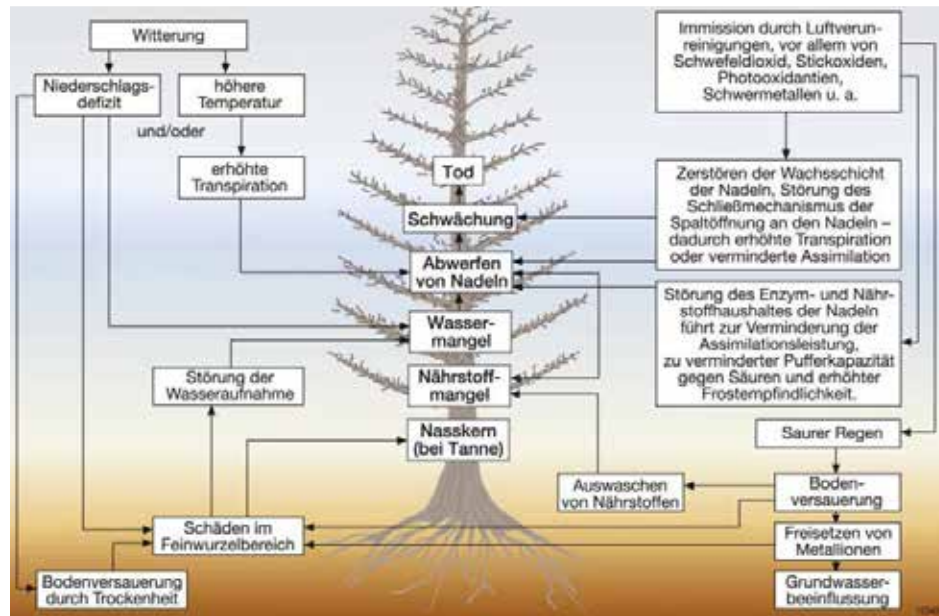 Witterung
Niederschlags-
defizit
höhere
Temperatur
und/oder
erhöhte
Transpiration
Tod
Schwächung
Abwerfen
von Nadeln
Wasser-
mangel
Nährstoff-
mangel
Nasskern
(bei Tanne)
Störung der
Wasseraufnahme
Schäden im
Feinwurzelbereich
Bodenversauerung
durch Trockenheit
Immission durch Luftverun-
reinigungen, vor allem von
Schwefeldioxid, Stickoxiden,
Photooxidantien,
Schwermetallen u. a.
Zerstören der Wachsschicht
der Nadeln, Störung des
Schließmechanismus der
Spaltöffnung an den Nadeln –
dadurch erhöhte Transpiration
oder verminderte Assimilation
Störung des Enzym- und Nähr-
stoffhaushaltes der Nadeln
führt zur Verminderung der
Assimilationsleistung,
zu verminderter Pufferkapazität
gegen Säuren und erhöhter
Frostempfindlichkeit.
Saurer Regen
Auswaschen
von Nährstoffen
Boden-
versauerung
Freisetzen von
Metallionen
Grundwasser-
beeinflussung